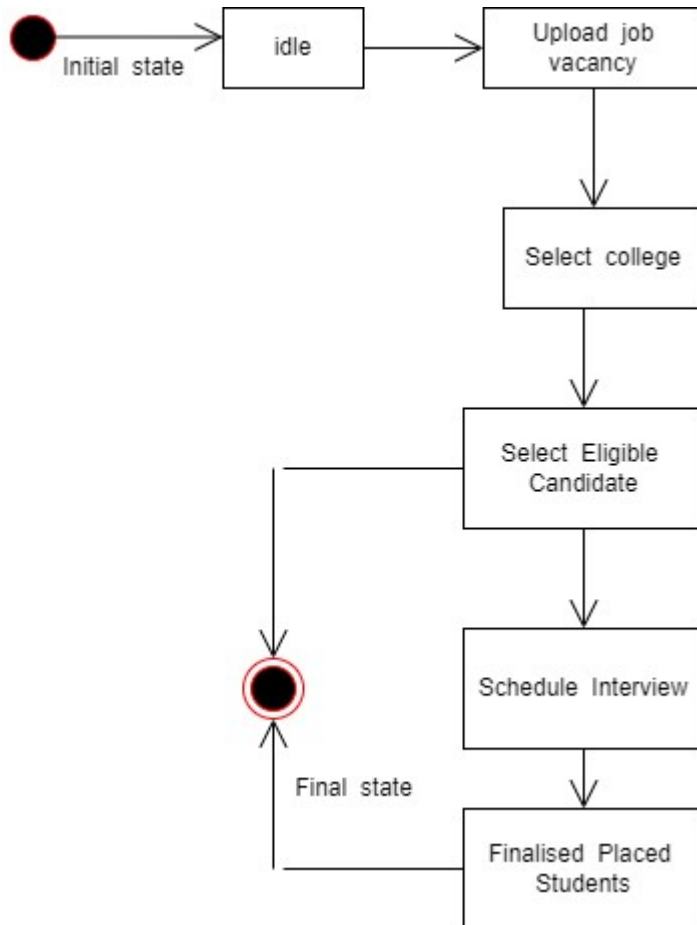 idle
Initial state
Upload job
vacancy
Select college
Select Eligible
Candidate
Schedule Interview
Final state
Finalised Placed
Students